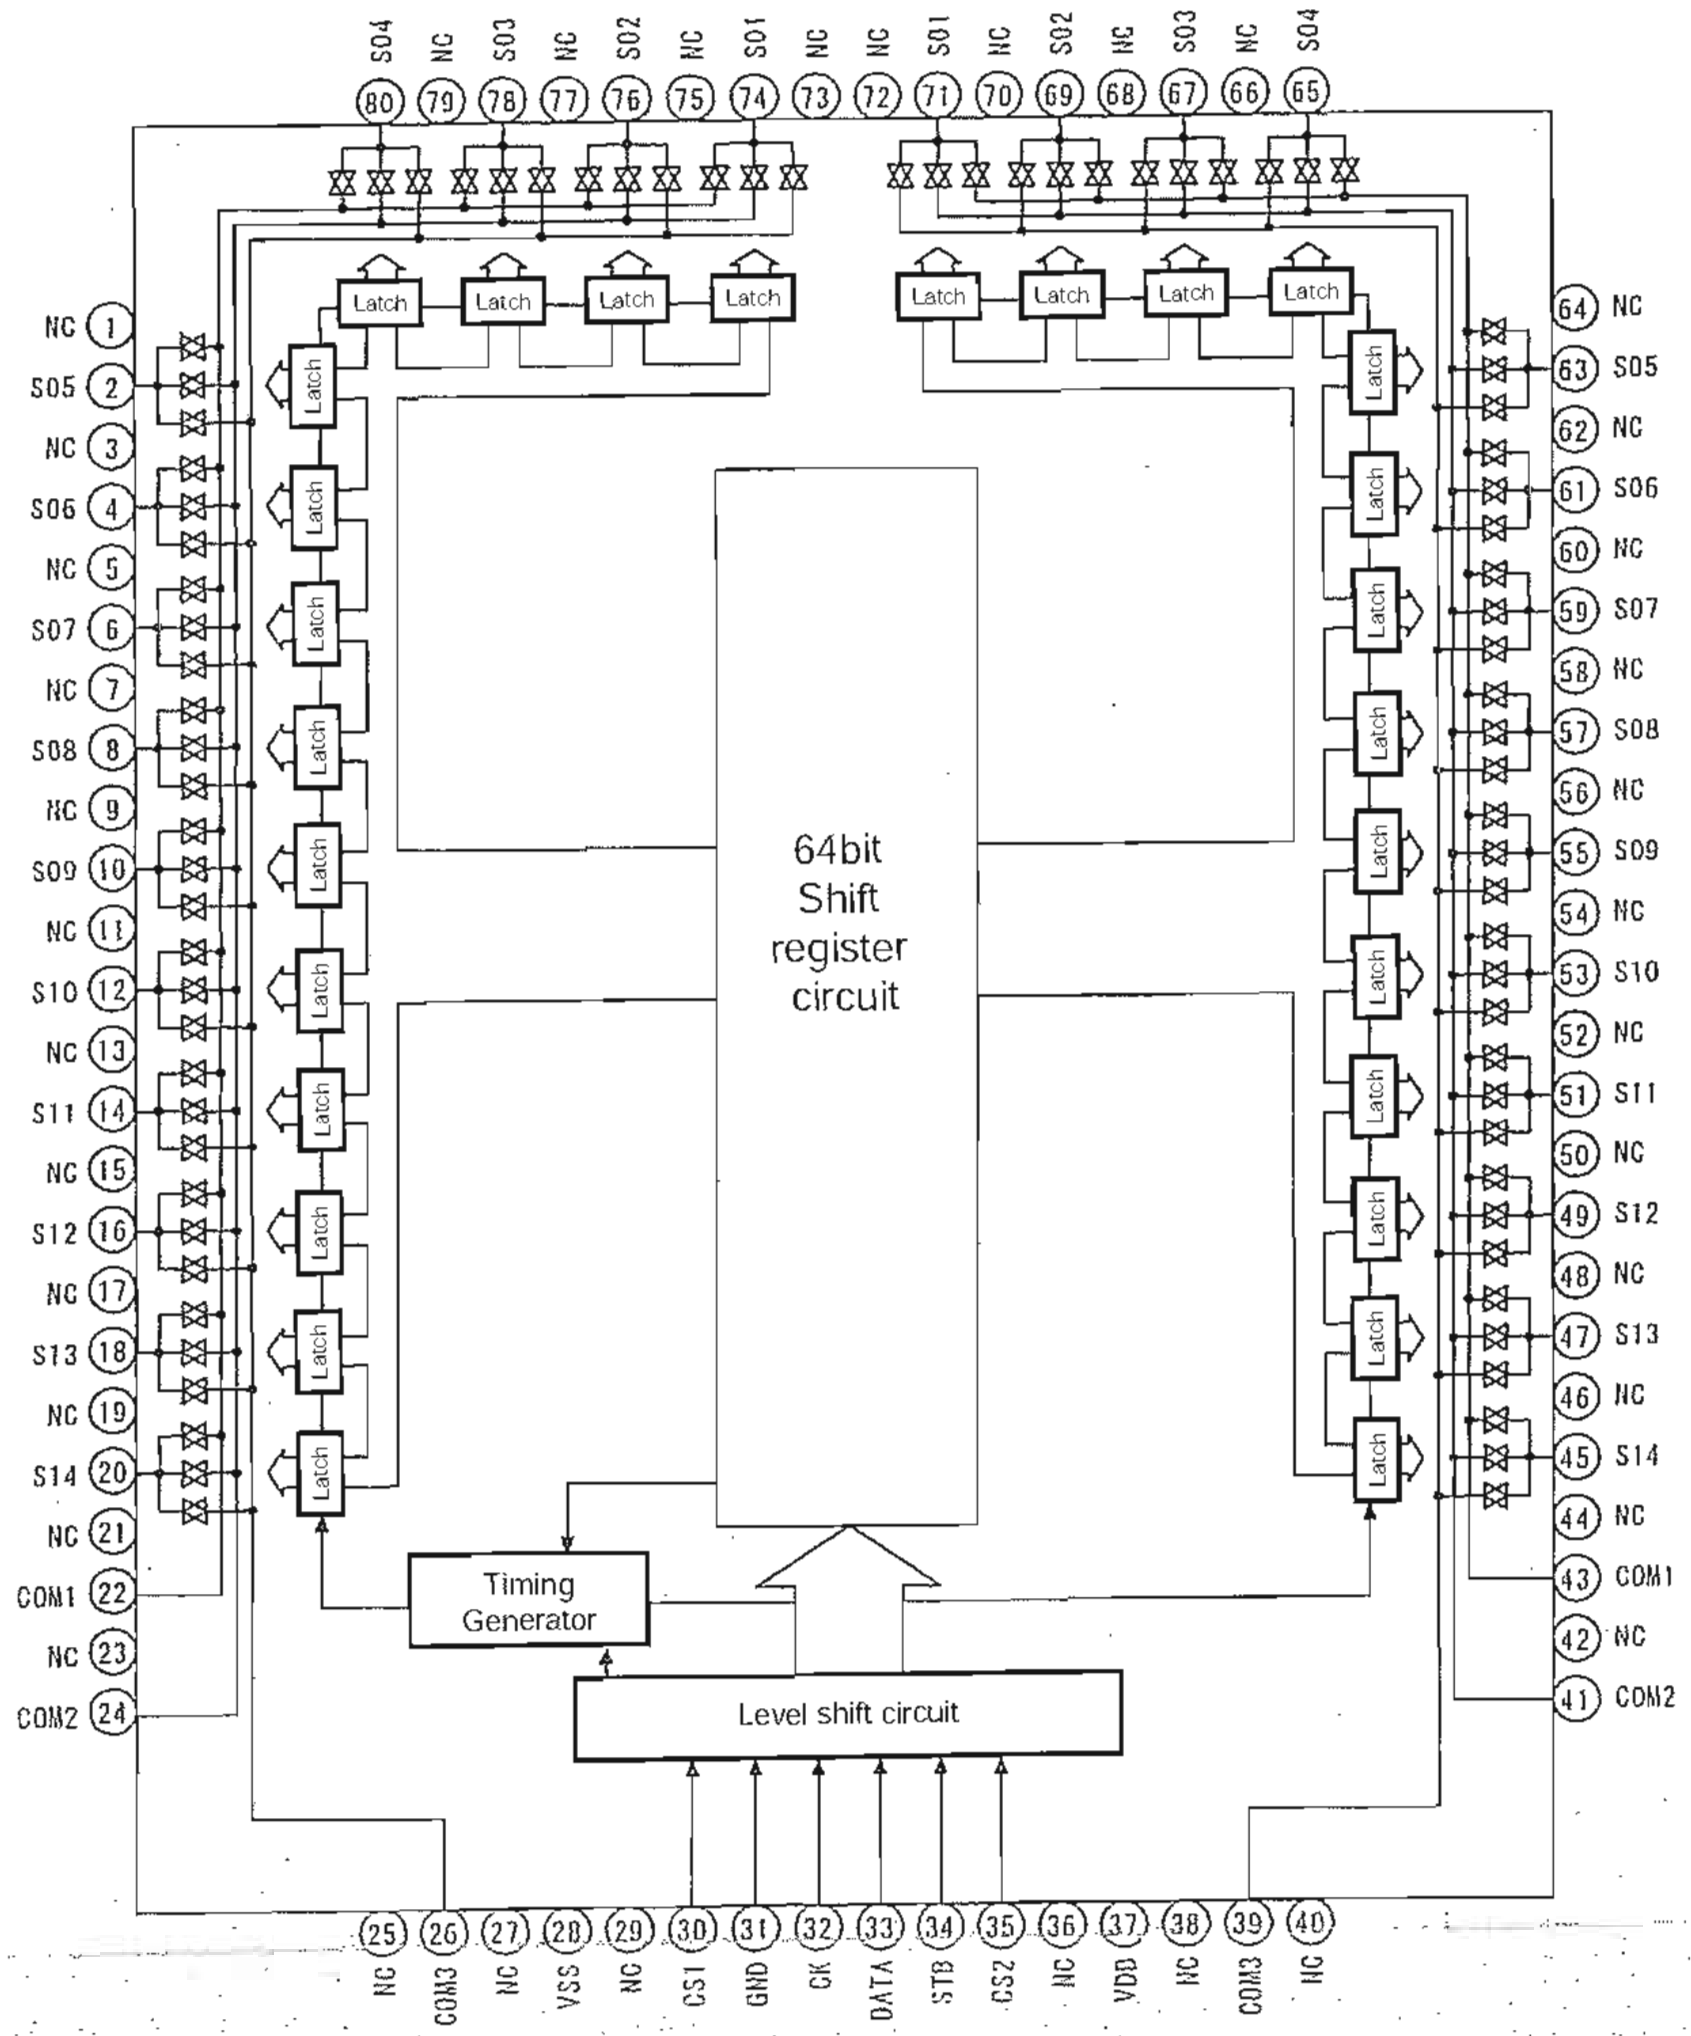 S04 NC S03 NC S02 NC S01 NC NC S01 NC S02 NC S03 NC S04
80 79 78 77 76 75 74 73 72 71 70 69 68 67 66 65
Latch Latch Latch Latch Latch Latch Latch Latch
NC 1 64 NC
Latch Latch
S05 2 63 S05
NC 3 62 NC
Latch Latch
S06 4 61 S06
NC 5 60 NC
Latch Latch
S07 6 59 S07
NC 7 58 NC
Latch Latch
S08 8 57 S08
NC 9 56 NC
Latch Latch
S09 10 55 S09
NC 11 54 NC
Latch Latch
S10 12 53 S10
NC 13 52 NC
Latch Latch
S11 14 51 S11
NC 15 50 NC
Latch Latch
S12 16 49 S12
NC 17 48 NC
Latch Latch
S13 18 47 S13
NC 19 46 NC
Latch Latch
S14 20 45 S14
NC 21 44 NC
COM1 22 43 COM1
NC 23 42 NC
COM2 24 41 COM2
64bit
Shift
register
circuit
Timing
Generator
Level shift circuit
25 26 27 28 29 30 31 32 33 34 35 36 37 38 39 40
NC COM3 NC VSS NC CS1 GND CK DATA STB CS2 NC VDD NC COM3 NC